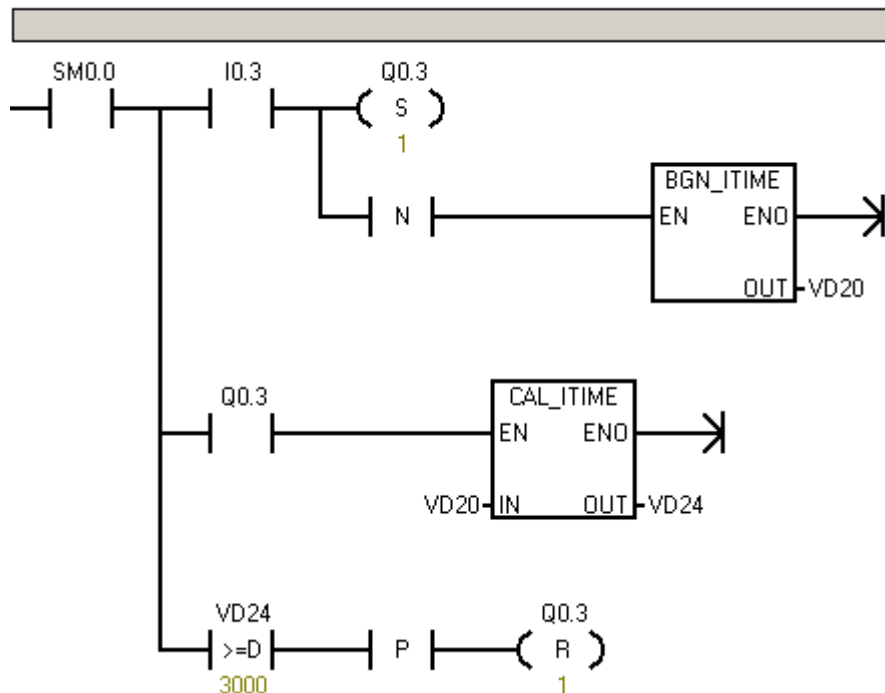 SM0.0 I0.3 Q0.3
S
1
BGN_ITIME
N EN ENO
OUT VD20
Q0.3 CAL_ITIME
EN ENO
VD20 IN OUT VD24
VD24 Q0.3
>=D P R
3000 1